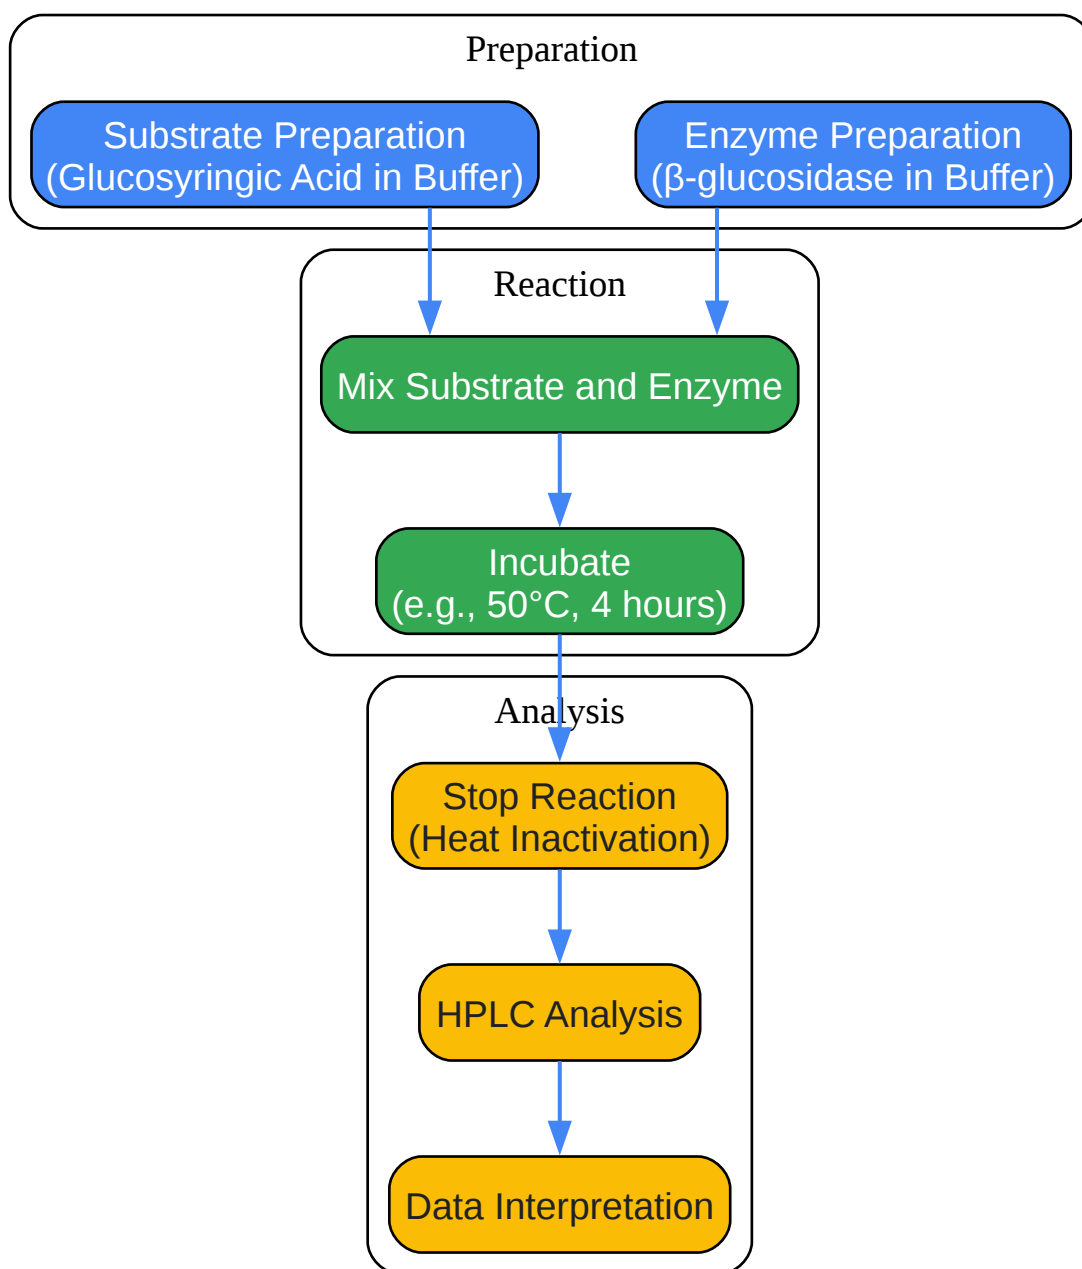 Preparation
Substrate Preparation
(Glucosyringic Acid in Buffer)
Enzyme Preparation
(β-glucosidase in Buffer)
Reaction
Mix Substrate and Enzyme
Incubate
(e.g., 50°C, 4 hours)
Analysis
Stop Reaction
(Heat Inactivation)
HPLC Analysis
Data Interpretation